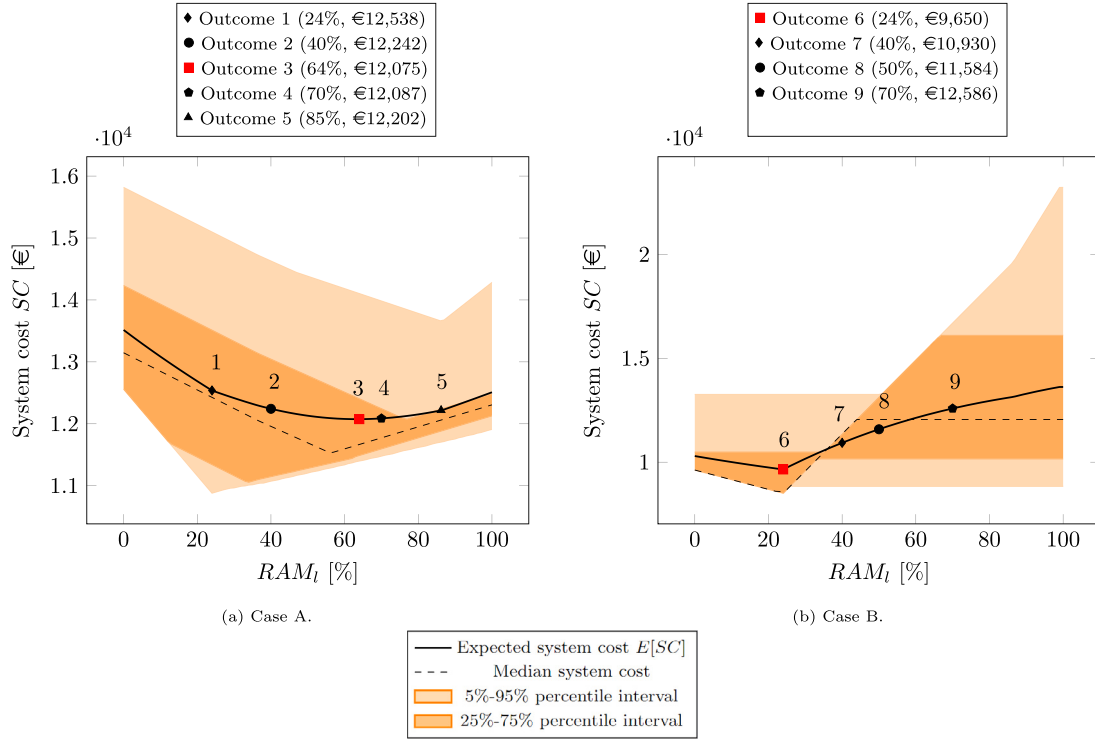 Outcome 1 (24%, €12,538)
Outcome 2 (40%, €12,242)
Outcome 3 (64%, €12,075)
Outcome 4 (70%, €12,087)
Outcome 5 (85%, €12,202)
·10⁴
1.6
1.5
1.4
1.3
1.2
1.1
System cost SC [€]
1
2
3
4
5
0
20
40
60
80
100
RAM_l [%]
(a) Case A.
Outcome 6 (24%, €9,650)
Outcome 7 (40%, €10,930)
Outcome 8 (50%, €11,584)
Outcome 9 (70%, €12,586)
·10⁴
2
1.5
1
System cost SC [€]
6
7
8
9
0
20
40
60
80
100
RAM_l [%]
(b) Case B.
Expected system cost E[SC]
Median system cost
5%-95% percentile interval
25%-75% percentile interval